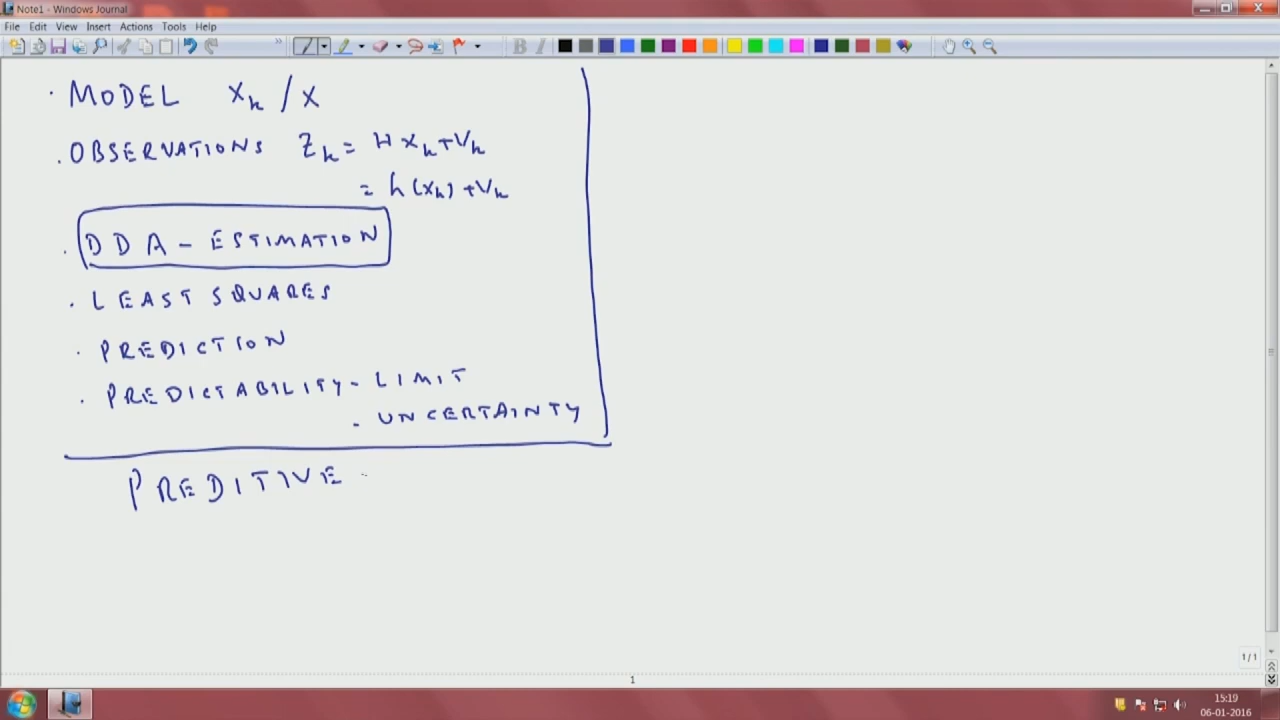 Note1 - Windows Journal
File Edit View Insert Actions Tools Help
· MODEL x_k / x
· OBSERVATIONS Z_k = H x_k + V_k
= h(x_k) + V_k
· DDA - ESTIMATION
· LEAST SQUARES
· PREDICTION
· PREDICTABILITY - LIMIT
- UNCERTAINTY
PREDITIVE
1/1
1
15:19
06-01-2016